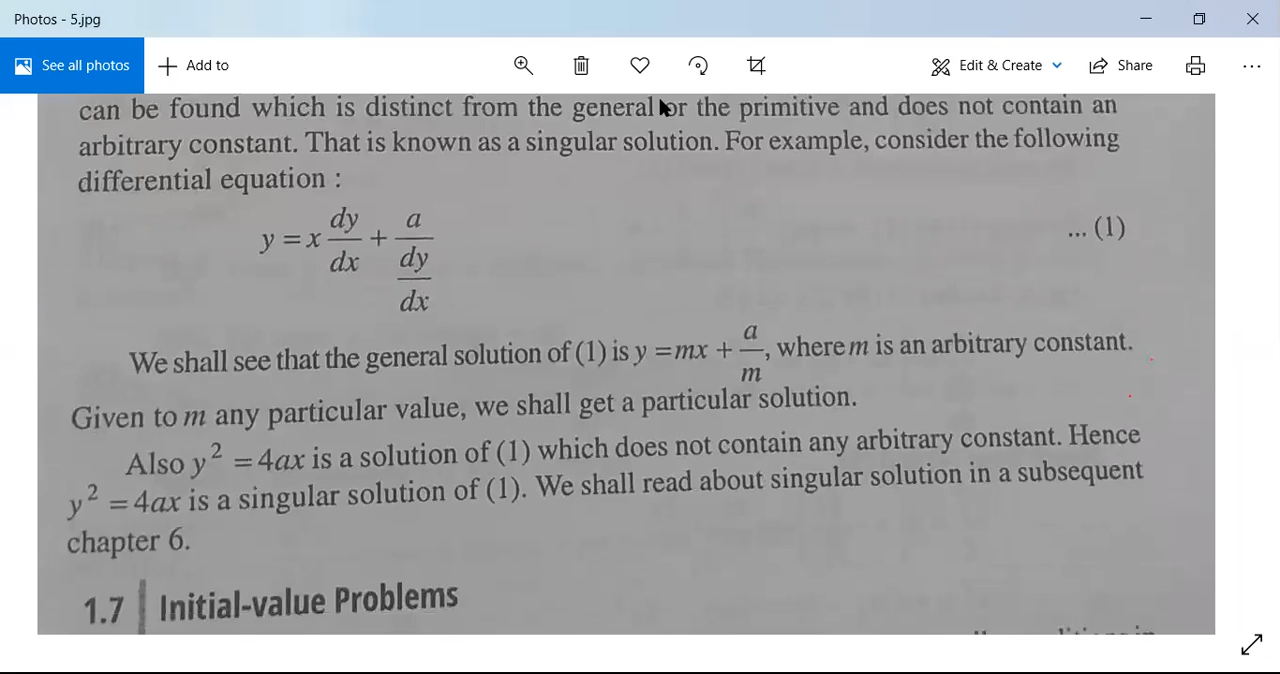 Photos - 5.jpg
See all photos
Add to
Edit & Create
Share
can be found which is distinct from the general or the primitive and does not contain an
arbitrary constant. That is known as a singular solution. For example, consider the following
differential equation :
y = x dy/dx + a/(dy/dx) ... (1)
We shall see that the general solution of (1) is y = mx + a/m, where m is an arbitrary constant.
Given to m any particular value, we shall get a particular solution.
Also y² = 4ax is a solution of (1) which does not contain any arbitrary constant. Hence
y² = 4ax is a singular solution of (1). We shall read about singular solution in a subsequent
chapter 6.
1.7 Initial-value Problems